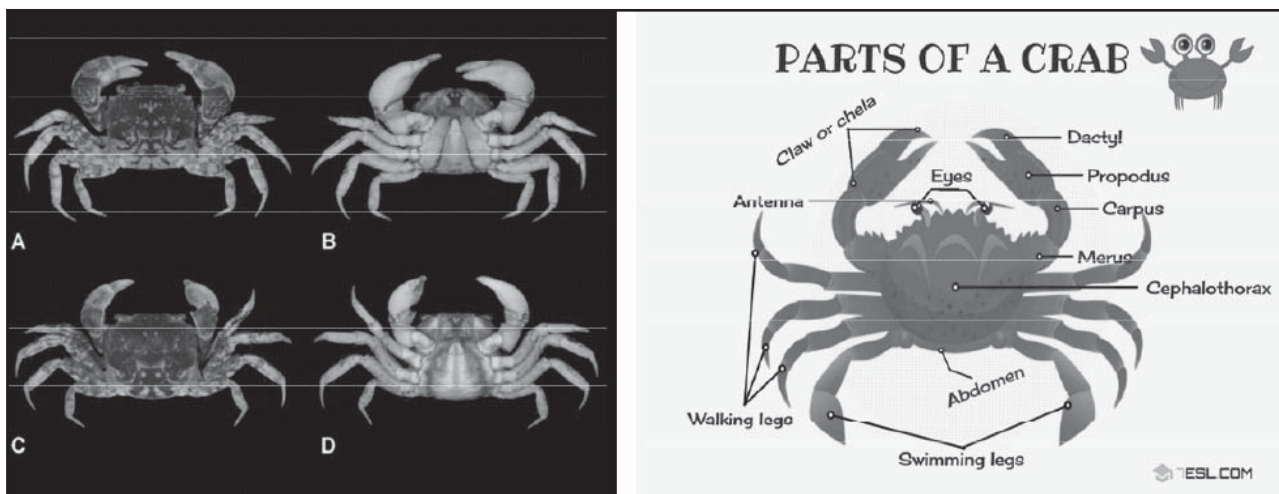 A
B
C
D
PARTS OF A CRAB
Claw or chela
Dactyl
Eyes
Propodus
Antenna
Carpus
Merus
Cephalothorax
Abdomen
Walking legs
Swimming legs
7ESL.COM